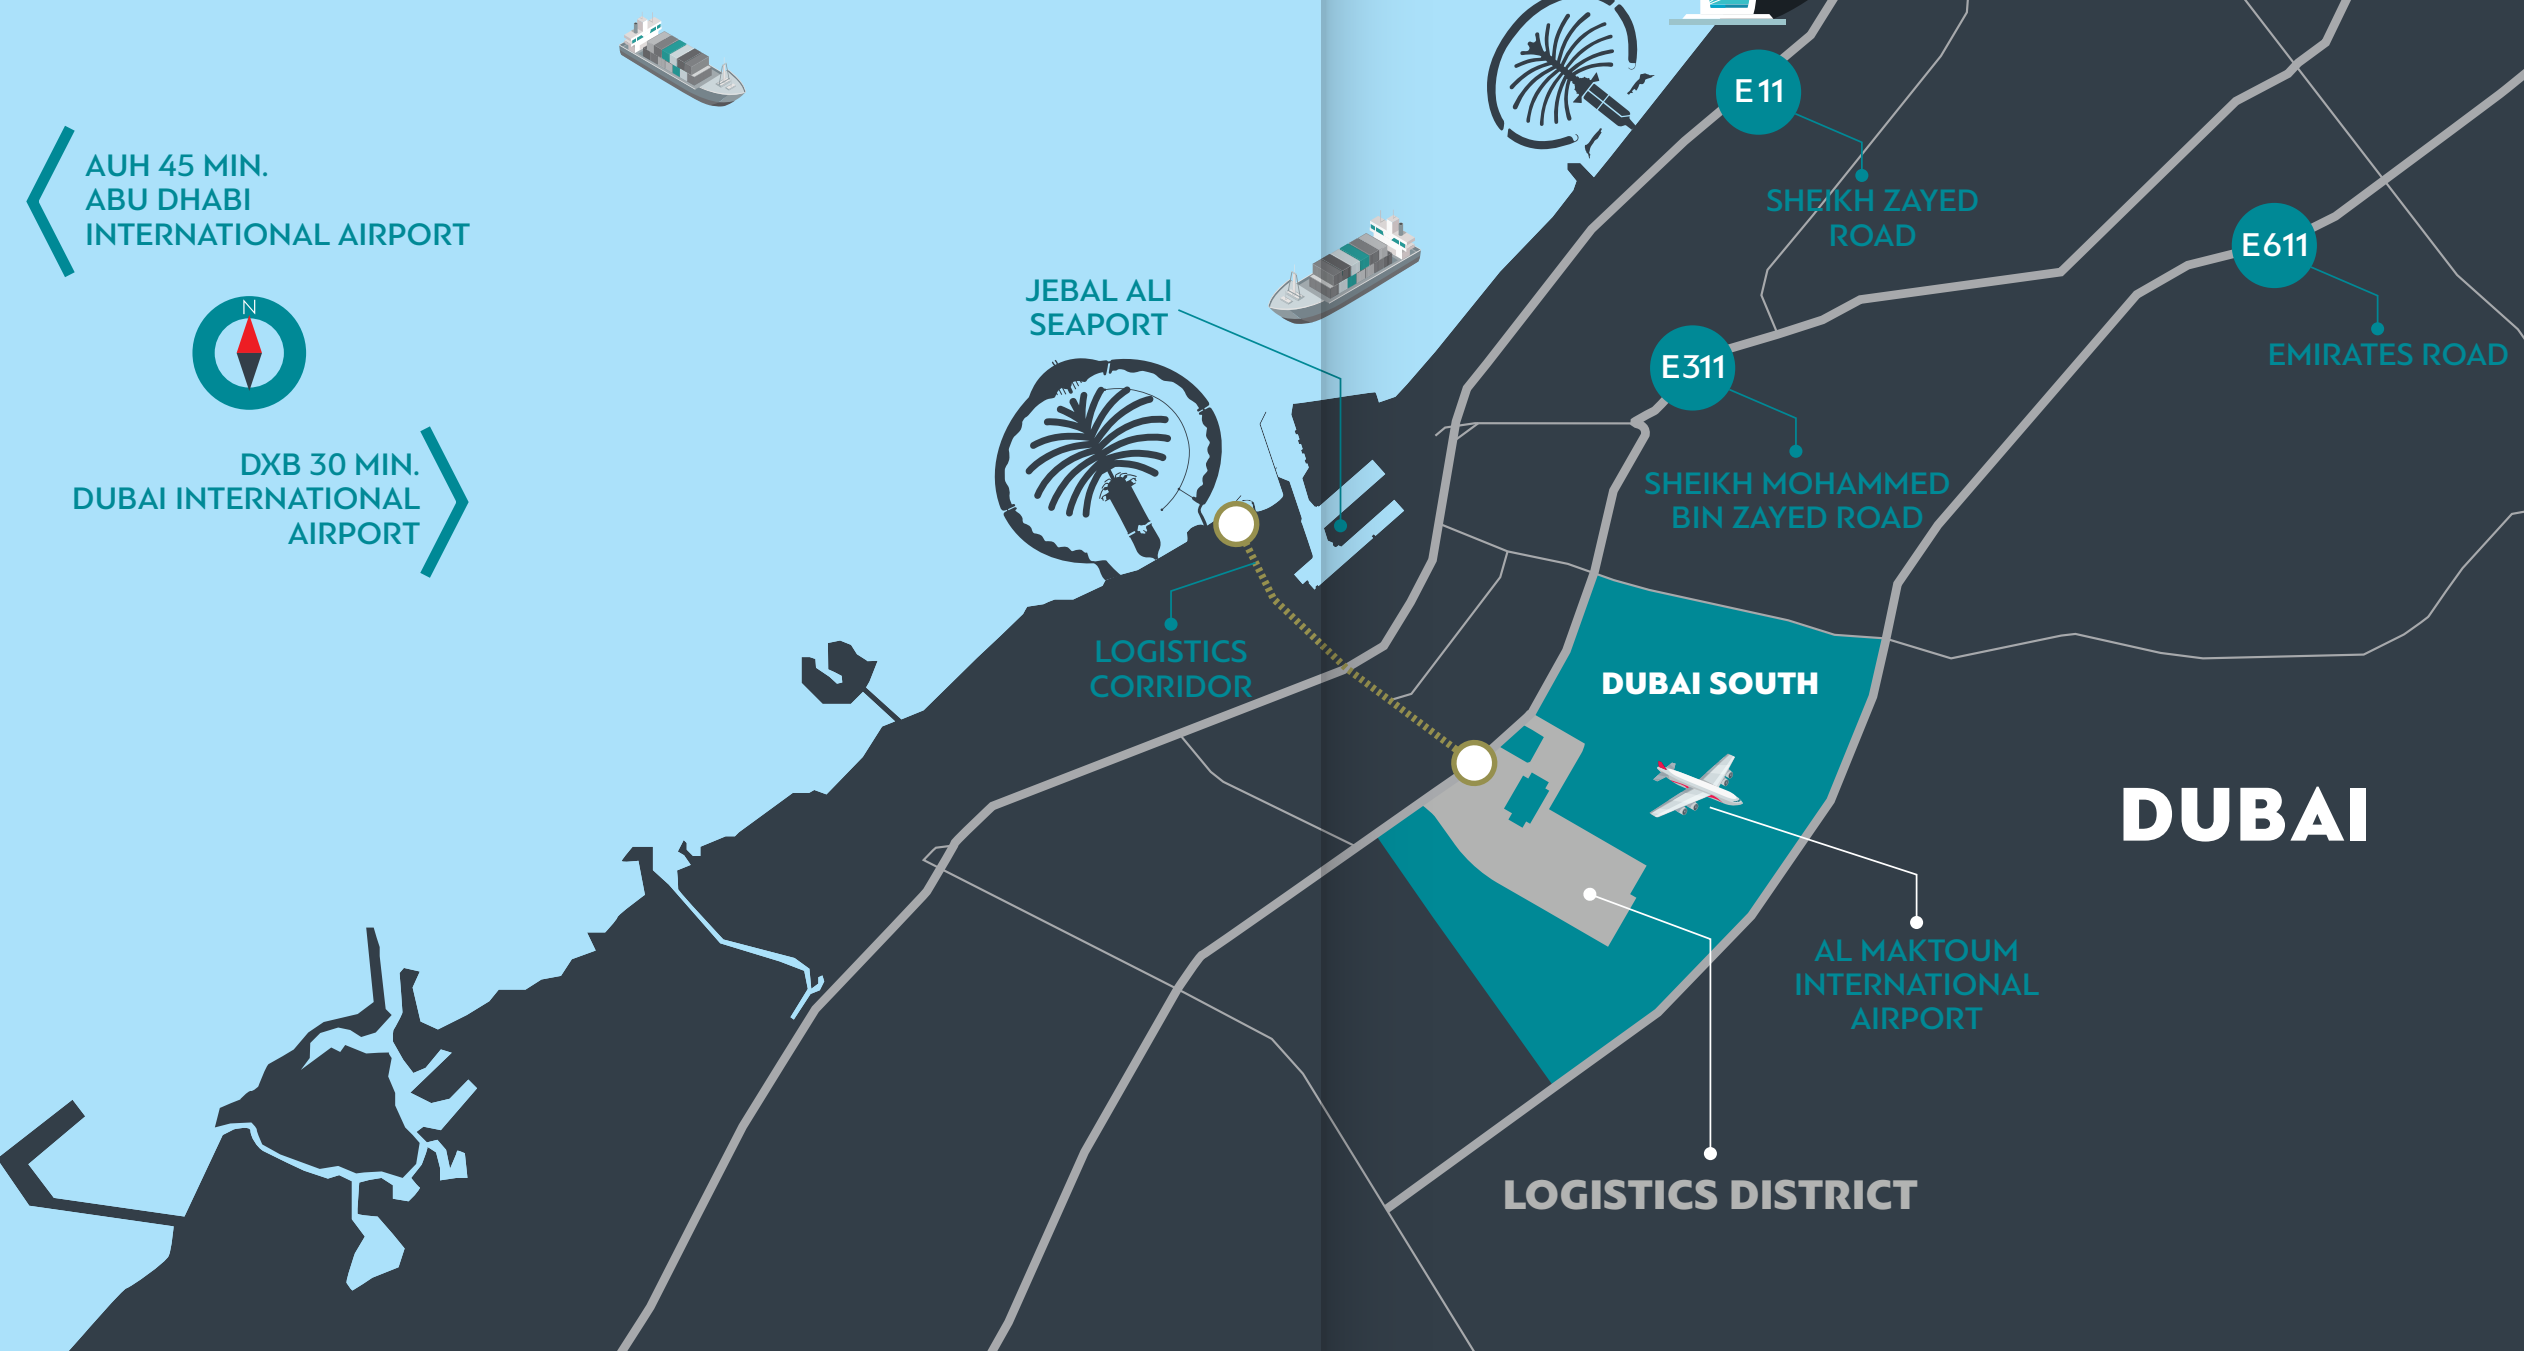 E 11
AUH 45 MIN.
ABU DHABI
INTERNATIONAL AIRPORT
SHEIKH ZAYED
ROAD
E 611
N
JEBAL ALI
SEAPORT
E 311
EMIRATES ROAD
DXB 30 MIN.
DUBAI INTERNATIONAL
AIRPORT
SHEIKH MOHAMMED
BIN ZAYED ROAD
LOGISTICS
CORRIDOR
DUBAI SOUTH
DUBAI
AL MAKTOUM
INTERNATIONAL
AIRPORT
LOGISTICS DISTRICT